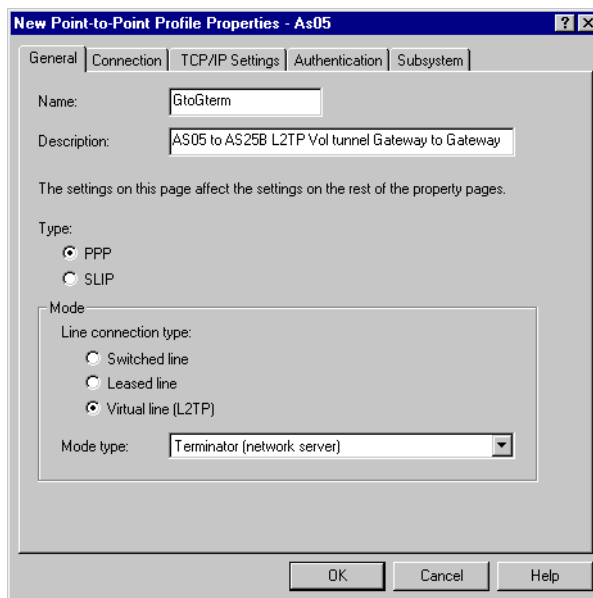 New Point-to-Point Profile Properties - As05
General Connection TCP/IP Settings Authentication Subsystem
Name: GtoGterm
Description: AS05 to AS25B L2TP Vol tunnel Gateway to Gateway
The settings on this page affect the settings on the rest of the property pages.
Type:
PPP
SLIP
Mode
Line connection type:
Switched line
Leased line
Virtual line (L2TP)
Mode type: Terminator (network server)
OK Cancel Help